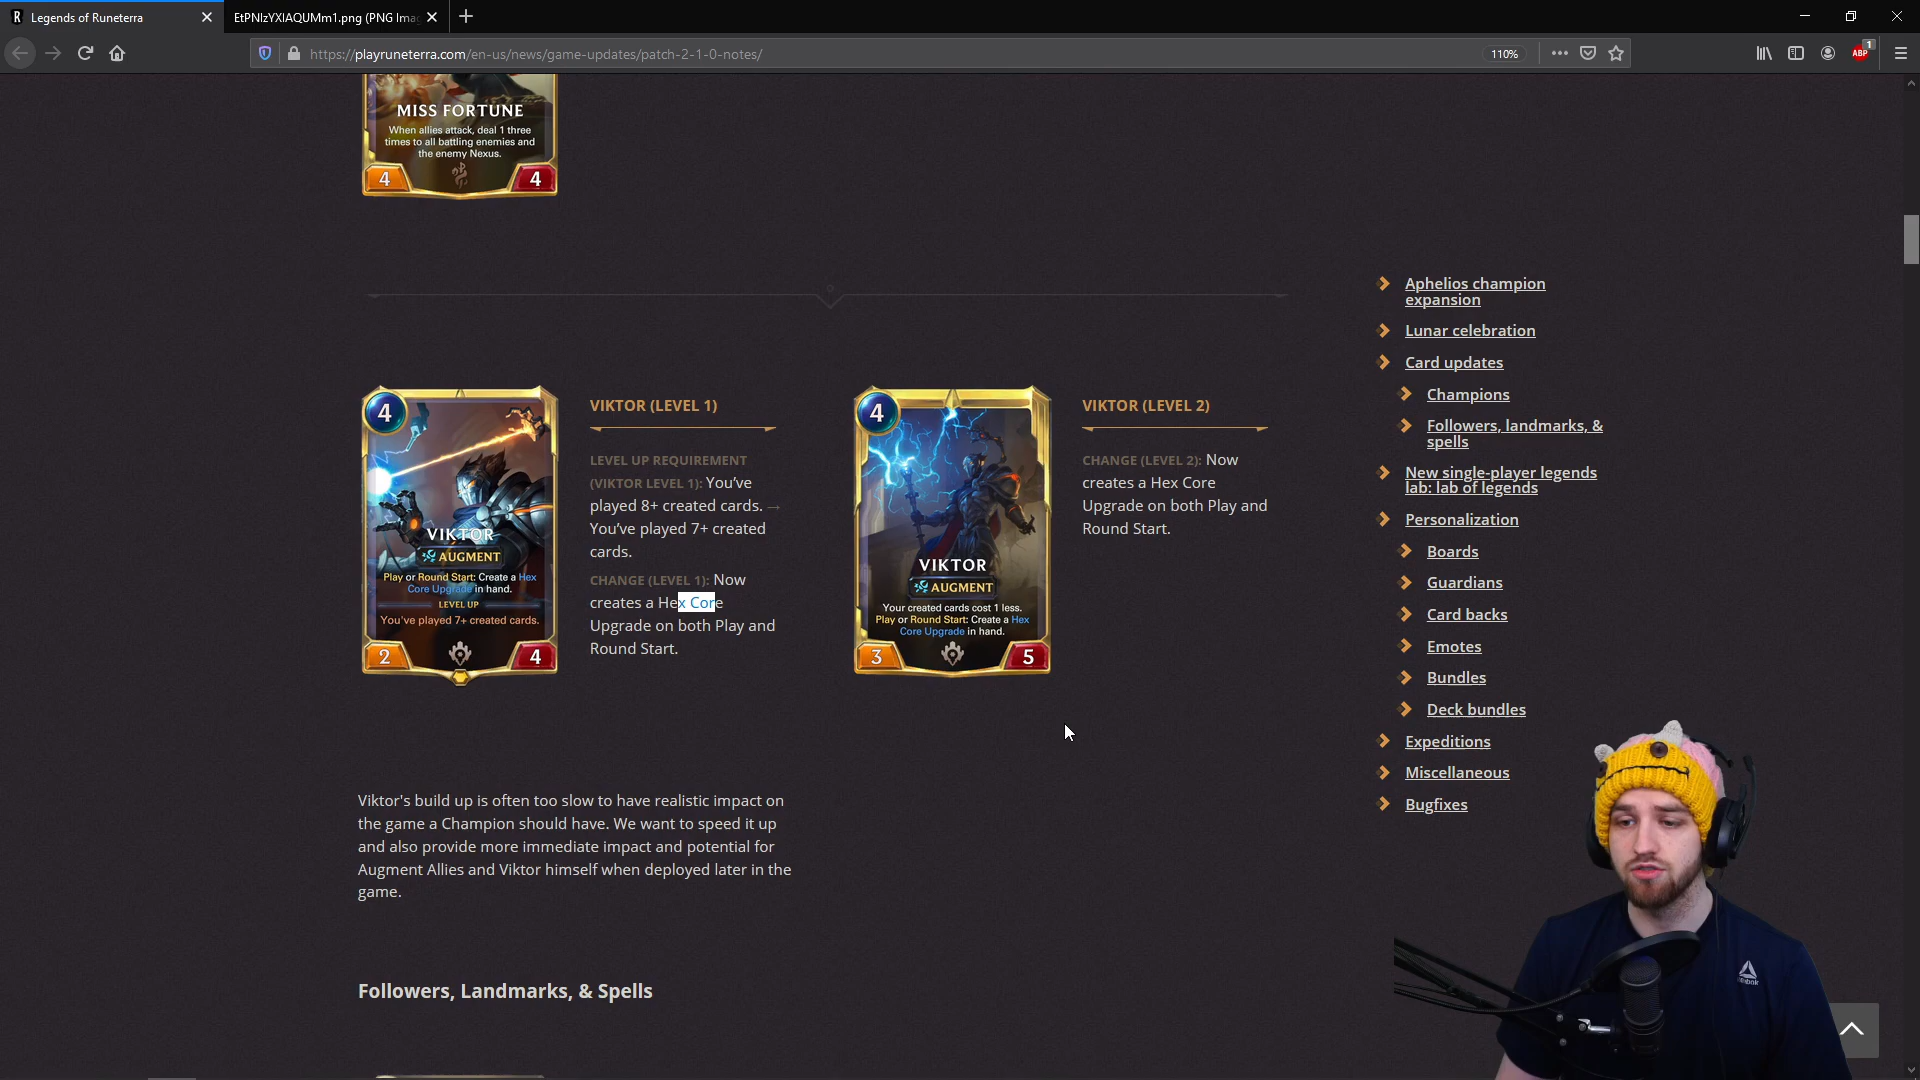 Legends of Runeterra
EtPNIzYXIAQUMm1.png (PNG Ima
https://playruneterra.com/en-us/news/game-updates/patch-2-1-0-notes/
110%
ABP
1
MISS FORTUNE
When allies attack, deal 1 three
times to all battling enemies and
the enemy Nexus.
4
4
4
VIKTOR
AUGMENT
Play or Round Start: Create a Hex
Core Upgrade in hand.
LEVEL UP
You've played 7+ created cards.
2
4
VIKTOR (LEVEL 1)
LEVEL UP REQUIREMENT
(VIKTOR LEVEL 1): You've
played 8+ created cards. →
You've played 7+ created
cards.
CHANGE (LEVEL 1): Now
creates a Hex Core
Upgrade on both Play and
Round Start.
4
VIKTOR
AUGMENT
Your created cards cost 1 less.
Play or Round Start: Create a Hex
Core Upgrade in hand.
3
5
VIKTOR (LEVEL 2)
CHANGE (LEVEL 2): Now
creates a Hex Core
Upgrade on both Play and
Round Start.
Viktor's build up is often too slow to have realistic impact on
the game a Champion should have. We want to speed it up
and also provide more immediate impact and potential for
Augment Allies and Viktor himself when deployed later in the
game.
Followers, Landmarks, & Spells
Aphelios champion
expansion
Lunar celebration
Card updates
Champions
Followers, landmarks, &
spells
New single-player legends
lab: lab of legends
Personalization
Boards
Guardians
Card backs
Emotes
Bundles
Deck bundles
Expeditions
Miscellaneous
Bugfixes
Reebok